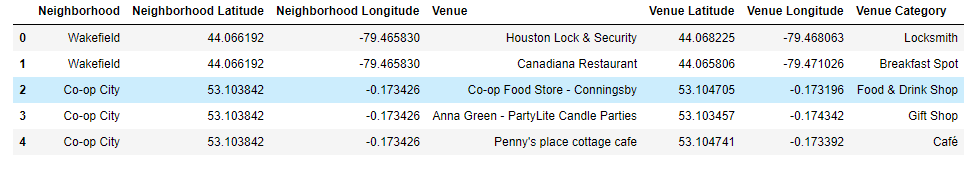 Neighborhood Neighborhood Latitude Neighborhood Longitude Venue Venue Latitude Venue Longitude Venue Category
0 Wakefield 44.066192 -79.465830 Houston Lock & Security 44.068225 -79.468063 Locksmith
1 Wakefield 44.066192 -79.465830 Canadiana Restaurant 44.065806 -79.471026 Breakfast Spot
2 Co-op City 53.103842 -0.173426 Co-op Food Store - Conningsby 53.104705 -0.173196 Food & Drink Shop
3 Co-op City 53.103842 -0.173426 Anna Green - PartyLite Candle Parties 53.103457 -0.174342 Gift Shop
4 Co-op City 53.103842 -0.173426 Penny's place cottage cafe 53.104741 -0.173392 Café